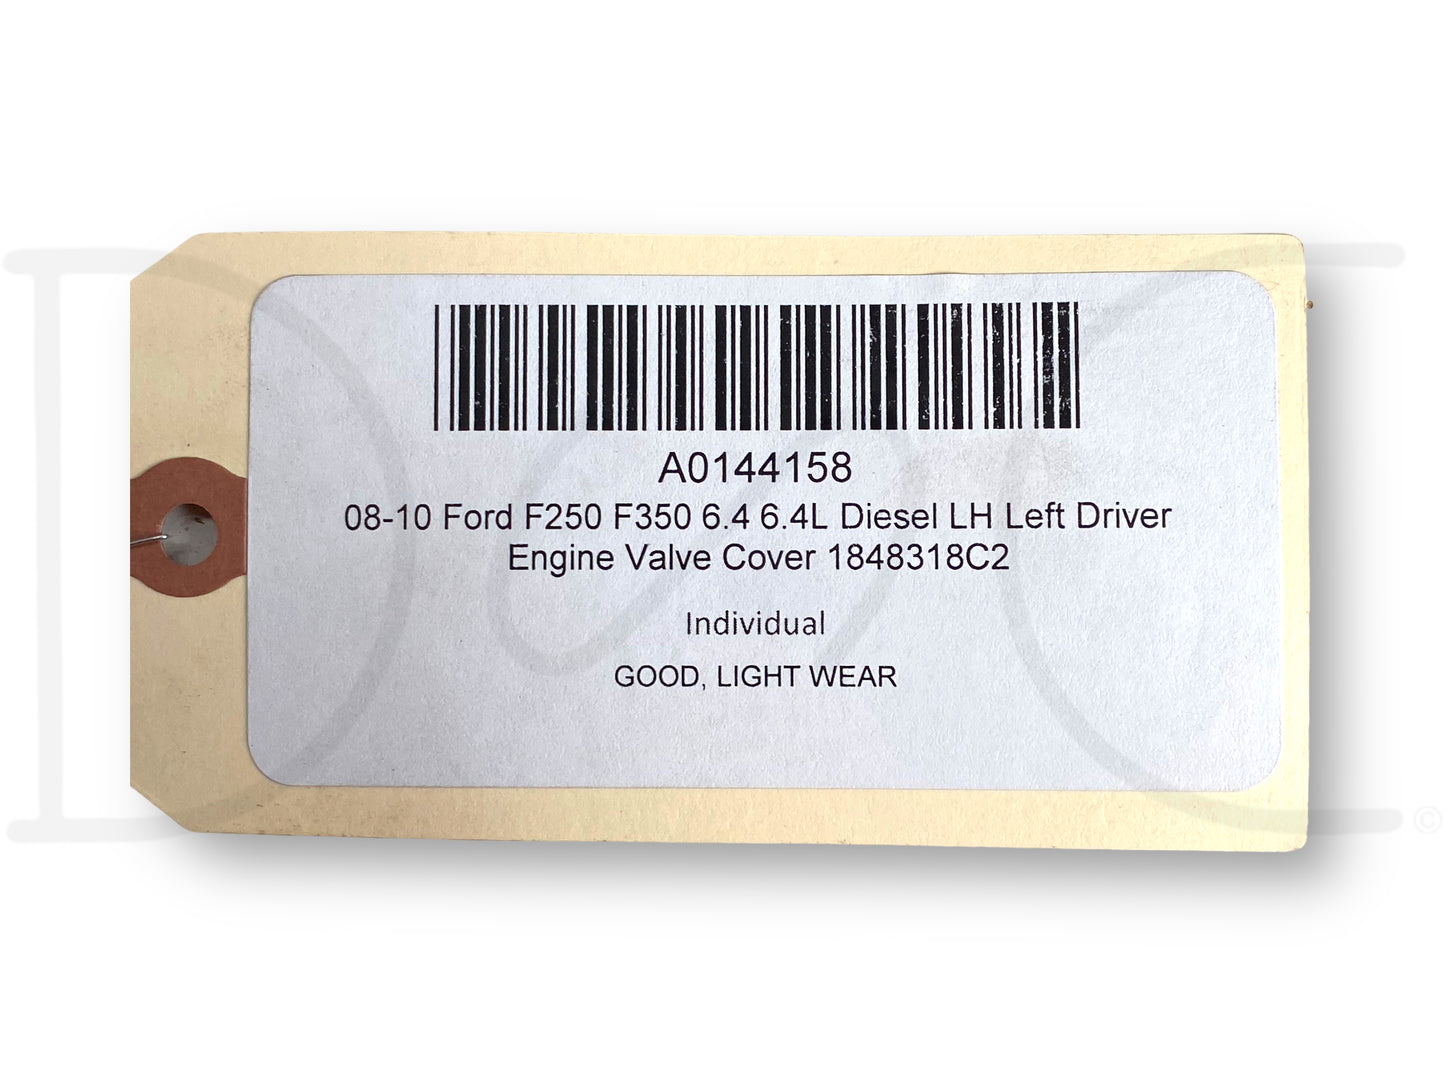 A0144158
08-10 Ford F250 F350 6.4 6.4L Diesel LH Left Driver
Engine Valve Cover 1848318C2
Individual
GOOD, LIGHT WEAR
©